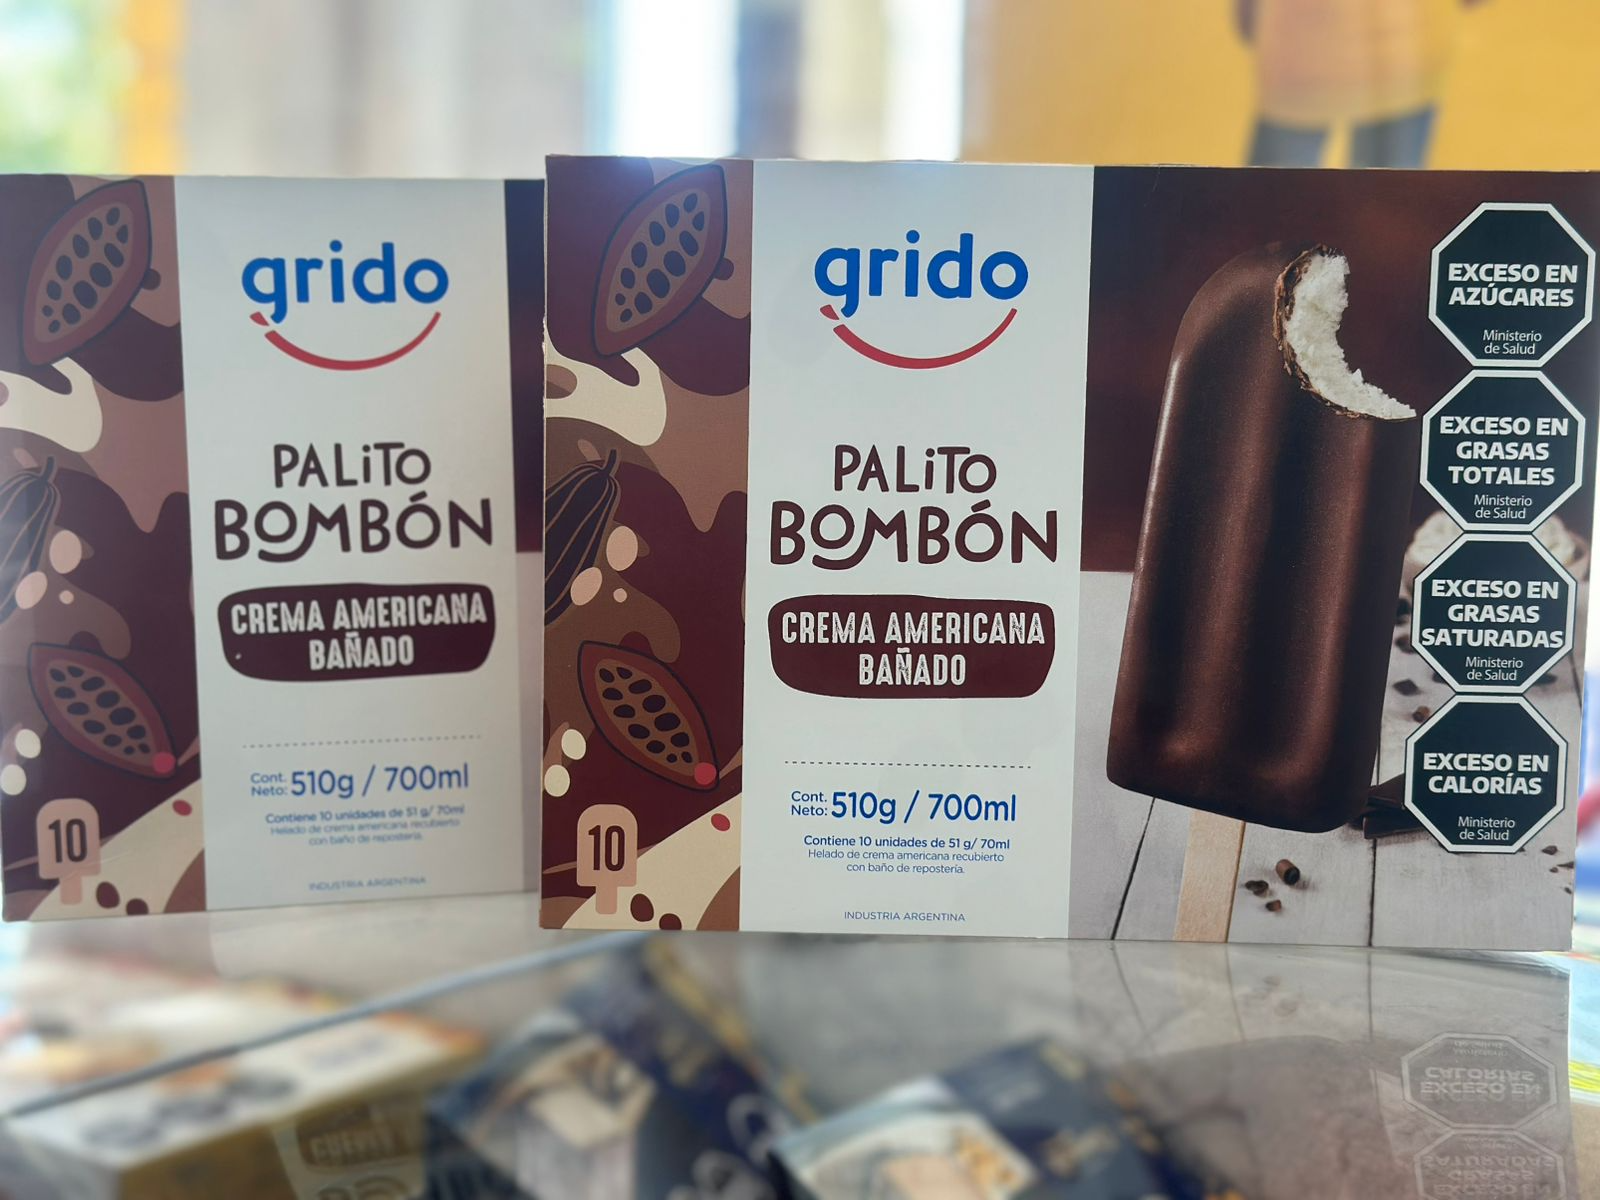 grido
PALiTO
BOMBÓN
CREMA AMERICANA
BAÑADO
Cont.
Neto: 510g / 700ml
Contiene 10 unidades de 51 g/ 70ml
Helado de crema americana recubierto
con baño de repostería.
INDUSTRIA ARGENTINA
10
grido
PALiTO
BOMBÓN
CREMA AMERICANA
BAÑADO
Cont.
Neto: 510g / 700ml
Contiene 10 unidades de 51 g/ 70ml
Helado de crema americana recubierto
con baño de repostería.
INDUSTRIA ARGENTINA
10
EXCESO EN
AZÚCARES
Ministerio
de Salud
EXCESO EN
GRASAS
TOTALES
Ministerio
de Salud
EXCESO EN
GRASAS
SATURADAS
Ministerio
de Salud
EXCESO EN
CALORÍAS
Ministerio
de Salud